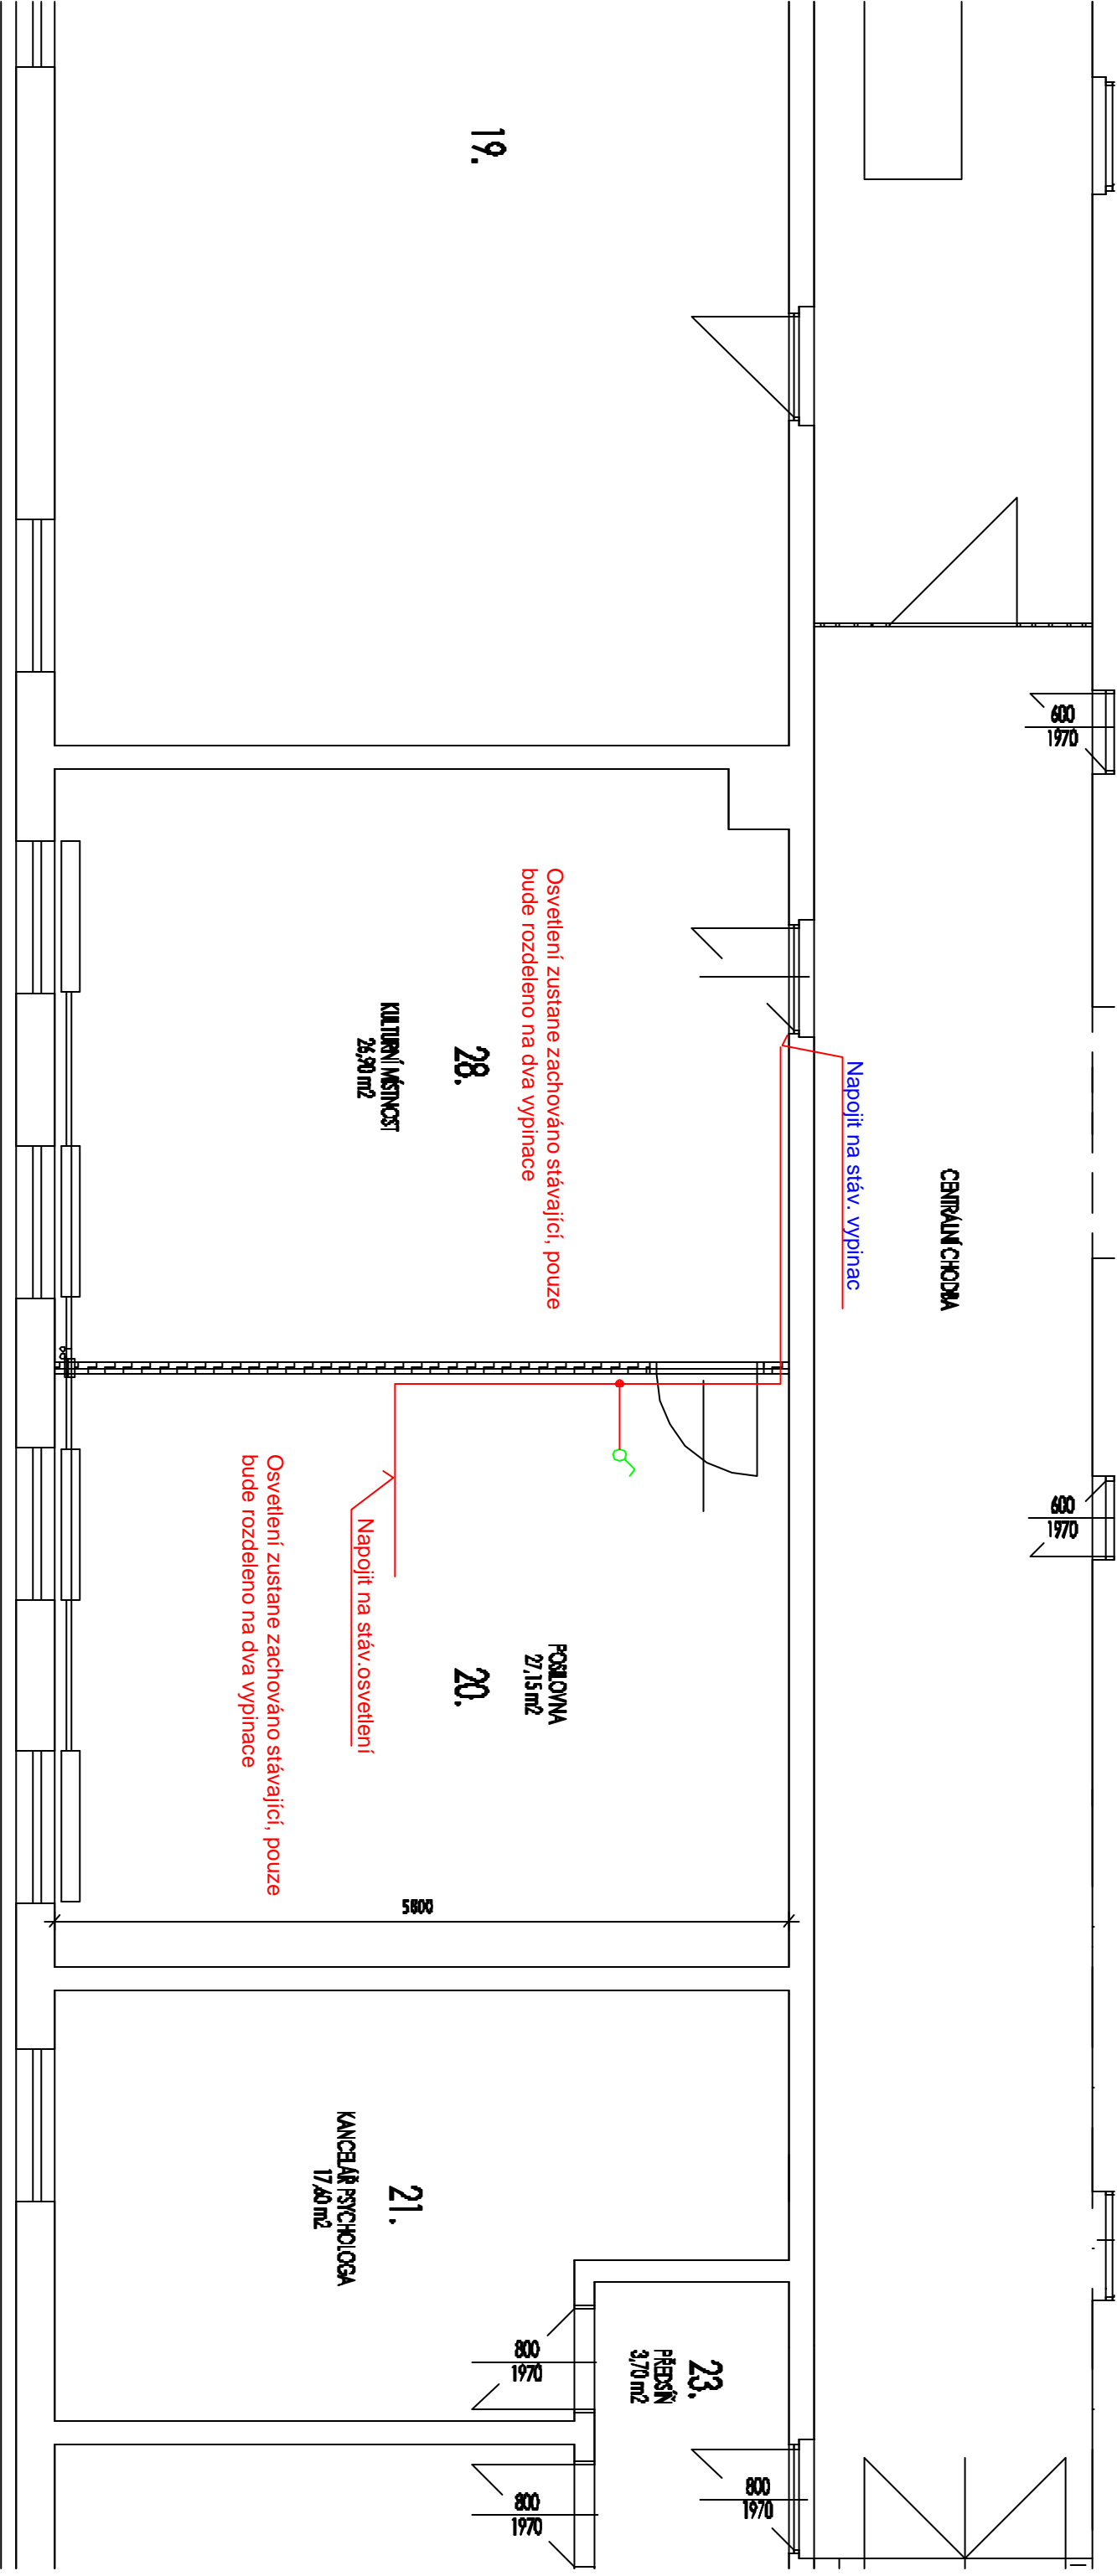 19.
600
1970
Osvetlení zustane zachováno stávající, pouze
bude rozdeleno na dva vypinace
28.
KULTURNÍ MÍSTNOST
26,90 m2
Napojit na stáv. vypinac
CENTRÁLNÍ CHODBA
600
1970
Napojit na stáv.osvetlení
Osvetlení zustane zachováno stávající, pouze
bude rozdeleno na dva vypinace
POSILOVNA
27,15 m2
20.
5800
21.
KANCELÁŘ PSYCHOLOGA
17,60 m2
23.
PŘEDSÍŇ
3,70 m2
800
1970
800
1970
800
1970